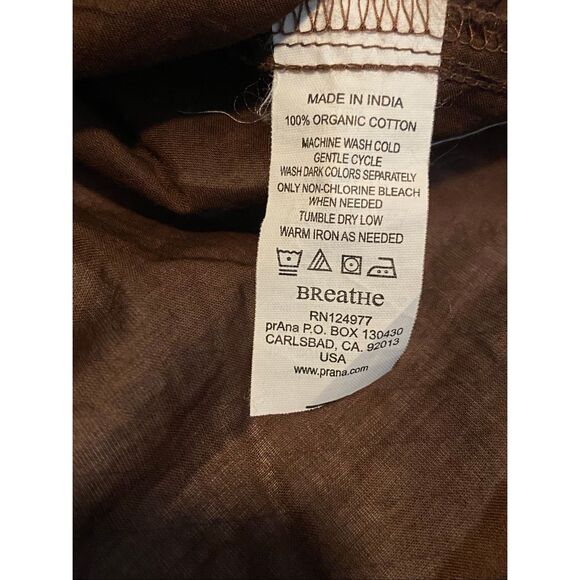 MADE IN INDIA
100% ORGANIC COTTON
MACHINE WASH COLD
GENTLE CYCLE
WASH DARK COLORS SEPARATELY
ONLY NON-CHLORINE BLEACH
WHEN NEEDED
TUMBLE DRY LOW
WARM IRON AS NEEDED
BReatHe
RN124977
prAna P.O. BOX 130430
CARLSBAD, CA. 92013
USA
www.prana.com